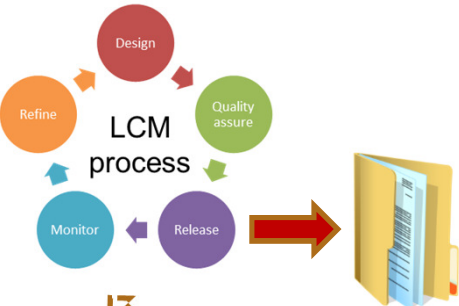 Design
Refine
Quality
assure
LCM
process
Monitor
Release